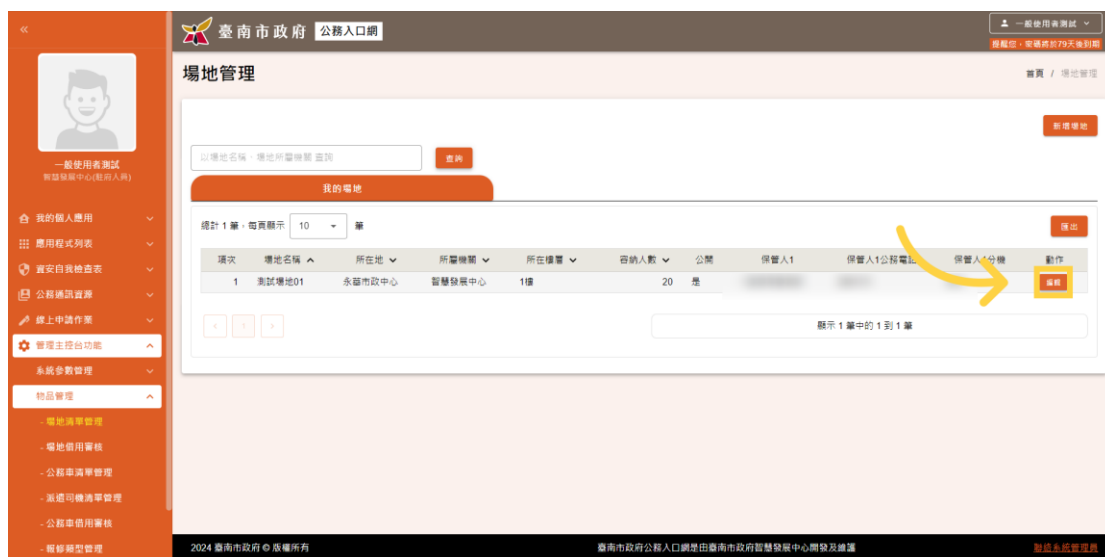 «
臺南市政府 公務入口網
一般使用者測試
提醒您，密碼將於79天後到期
場地管理
首頁 / 場地管理
一般使用者測試
智慧發展中心(駐府人員)
我的個人應用
應用程式列表
資安自我檢查表
公務通訊資源
線上申請作業
管理主控台功能
系統參數管理
物品管理
- 場地清單管理
- 場地借用審核
- 公務車清單管理
- 派遣司機清單管理
- 公務車借用審核
- 報修類型管理
新增場地
以場地名稱、場地所屬機關 查詢
查詢
我的場地
總計 1 筆，每頁顯示 10 筆
匯出
項次 場地名稱 所在地 所屬機關 所在樓層 容納人數 公開 保管人1 保管人1公務電話 保管人1分機 動作
1 測試場地01 永華市政中心 智慧發展中心 1樓 20 是 編輯
‹ 1 ›
顯示 1 筆中的 1 到 1 筆
2024 臺南市政府 © 版權所有
臺南市政府公務入口網是由臺南市政府智慧發展中心開發及維護
聯絡系統管理員